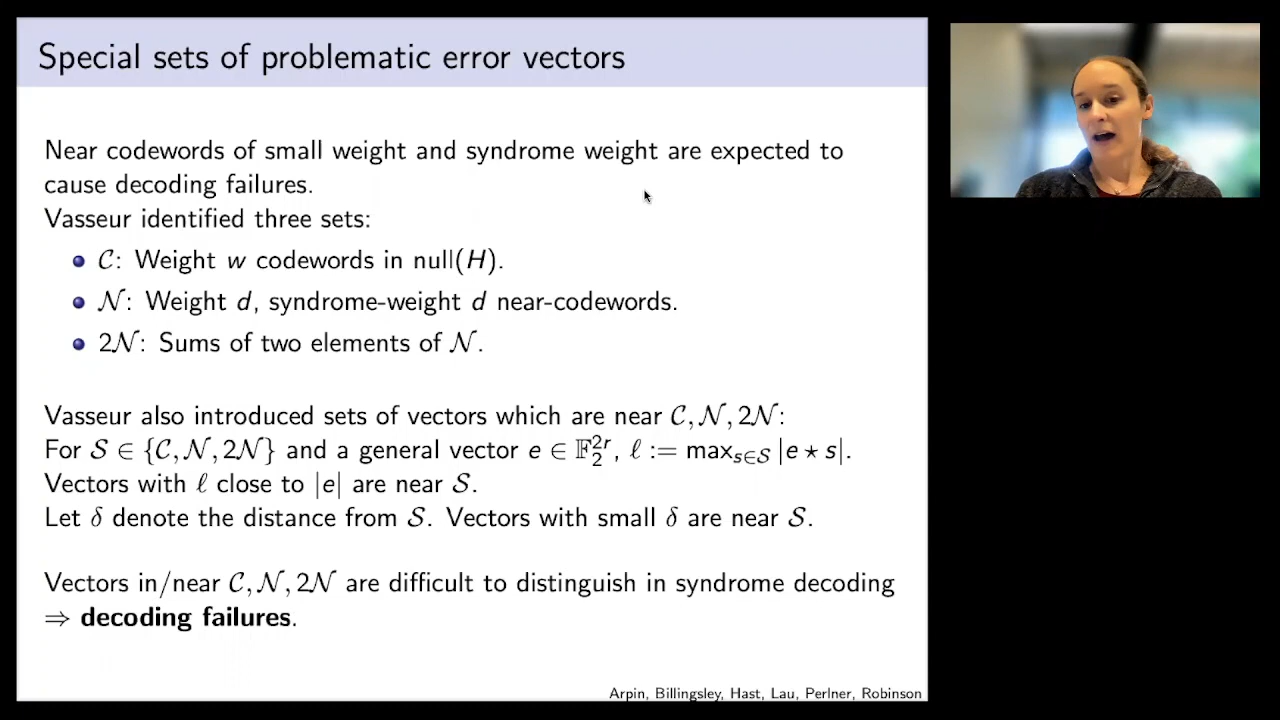 Special sets of problematic error vectors
Near codewords of small weight and syndrome weight are expected to
cause decoding failures.
Vasseur identified three sets:
𝒞: Weight w codewords in null(H).
𝒩: Weight d, syndrome-weight d near-codewords.
2𝒩: Sums of two elements of 𝒩.
Vasseur also introduced sets of vectors which are near 𝒞, 𝒩, 2𝒩:
For 𝒮 ∈ {𝒞, 𝒩, 2𝒩} and a general vector e ∈ 𝔽₂²ʳ, ℓ := maxₛ∈𝒮 |e ⋆ s|.
Vectors with ℓ close to |e| are near 𝒮.
Let δ denote the distance from 𝒮. Vectors with small δ are near 𝒮.
Vectors in/near 𝒞, 𝒩, 2𝒩 are difficult to distinguish in syndrome decoding
⇒ decoding failures.
Arpin, Billingsley, Hast, Lau, Perlner, Robinson